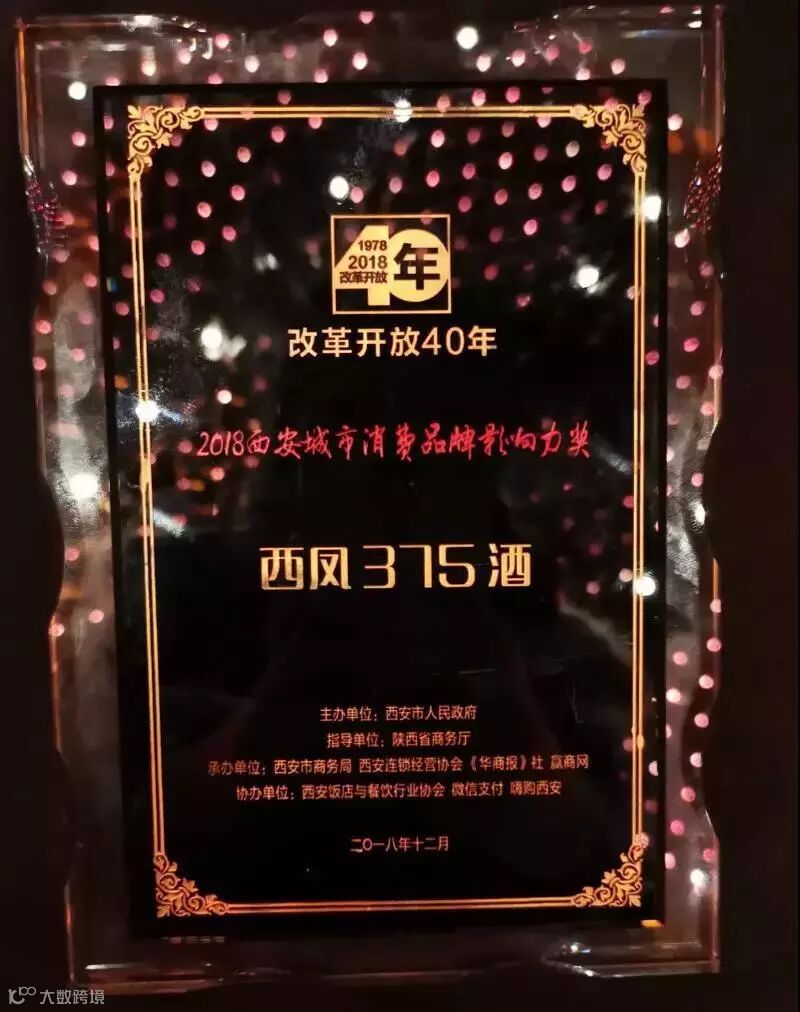 1978
2018
改革开放
40年
改革开放40年
2018西安城市消费品牌影响力奖
西凤375酒
主办单位：西安市人民政府
指导单位：陕西省商务厅
承办单位：西安市商务局 西安连锁经营协会《华商报》社 赢商网
协办单位：西安饭店与餐饮行业协会 微信支付 嗨购西安
二〇一八年十二月
大数跨境